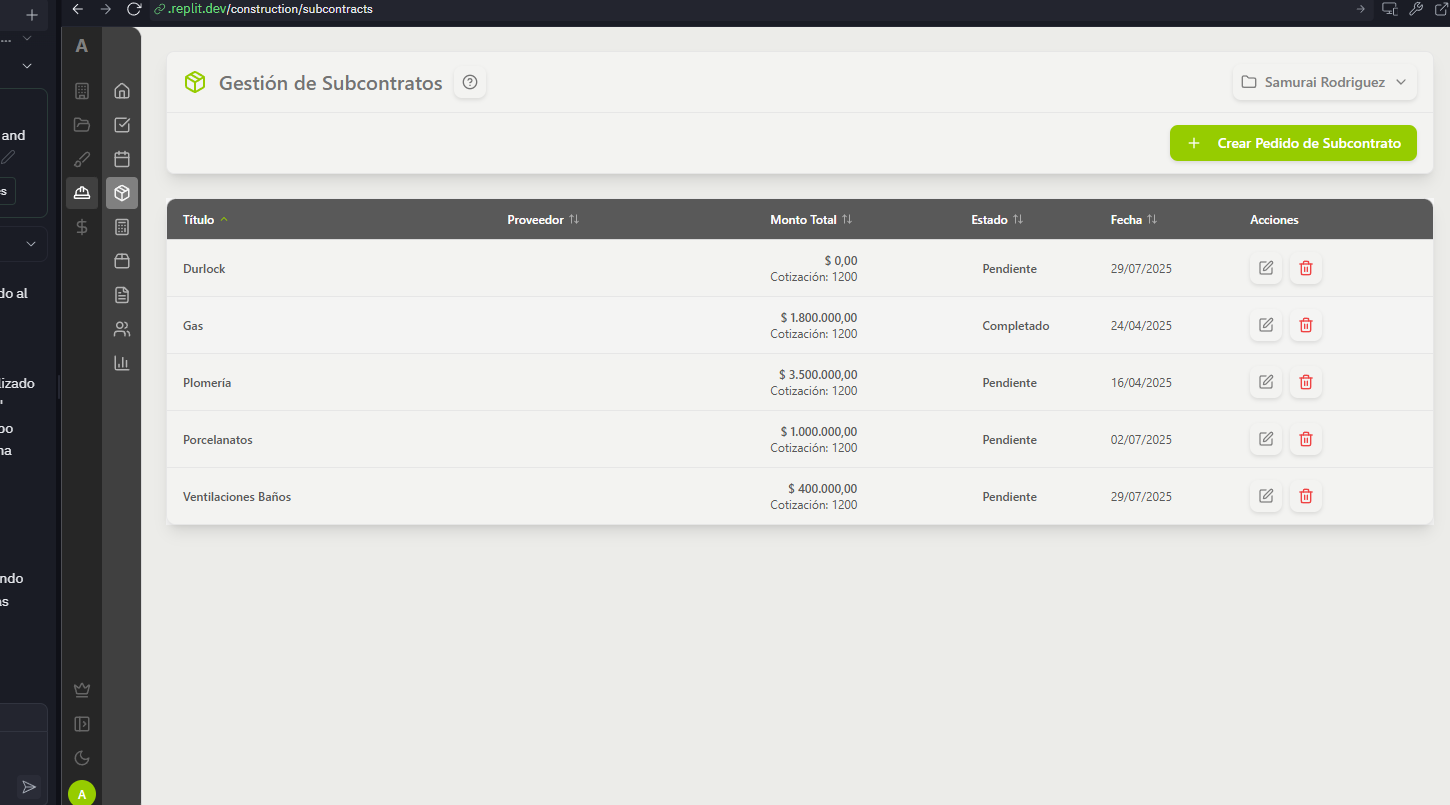 .replit.dev/construction/subcontracts
...
and
s
do al
lizado
"
bo
na
ndo
as
A
Gestión de Subcontratos
Samurai Rodriguez
+ Crear Pedido de Subcontrato
Título Proveedor Monto Total Estado Fecha Acciones
Durlock $ 0,00 Pendiente 29/07/2025
Cotización: 1200
Gas $ 1.800.000,00 Completado 24/04/2025
Cotización: 1200
Plomería $ 3.500.000,00 Pendiente 16/04/2025
Cotización: 1200
Porcelanatos $ 1.000.000,00 Pendiente 02/07/2025
Cotización: 1200
Ventilaciones Baños $ 400.000,00 Pendiente 29/07/2025
Cotización: 1200
A